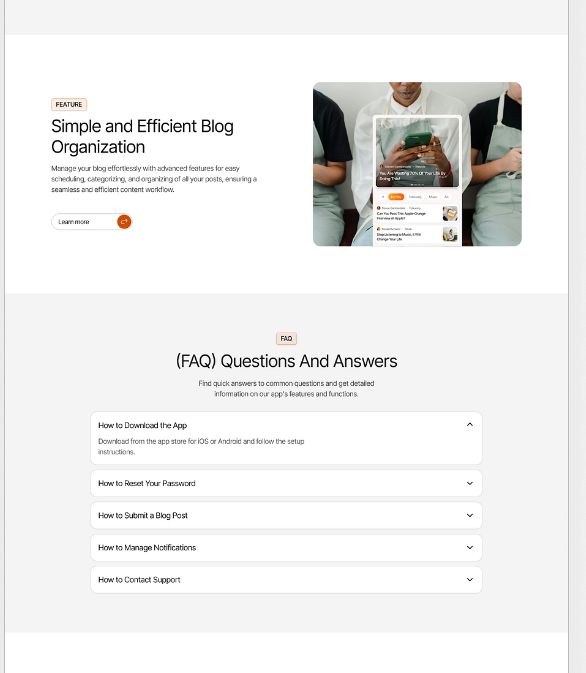 FEATURE
Simple and Efficient Blog
Organization
Manage your blog effortlessly with advanced features for easy
scheduling, categorizing, and organizing of all your posts, ensuring a
seamless and efficient content workflow.
Learn more
You Are Wasting 70% Of Your Life By
Doing This!
Following
Can You Pass This Apple Change
Interview at Apple?
Stop Listening to Music, It Will
Change Your Life
FAQ
(FAQ) Questions And Answers
Find quick answers to common questions and get detailed
information on our app's features and functions.
How to Download the App
Download from the app store for iOS or Android and follow the setup
instructions.
How to Reset Your Password
How to Submit a Blog Post
How to Manage Notifications
How to Contact Support